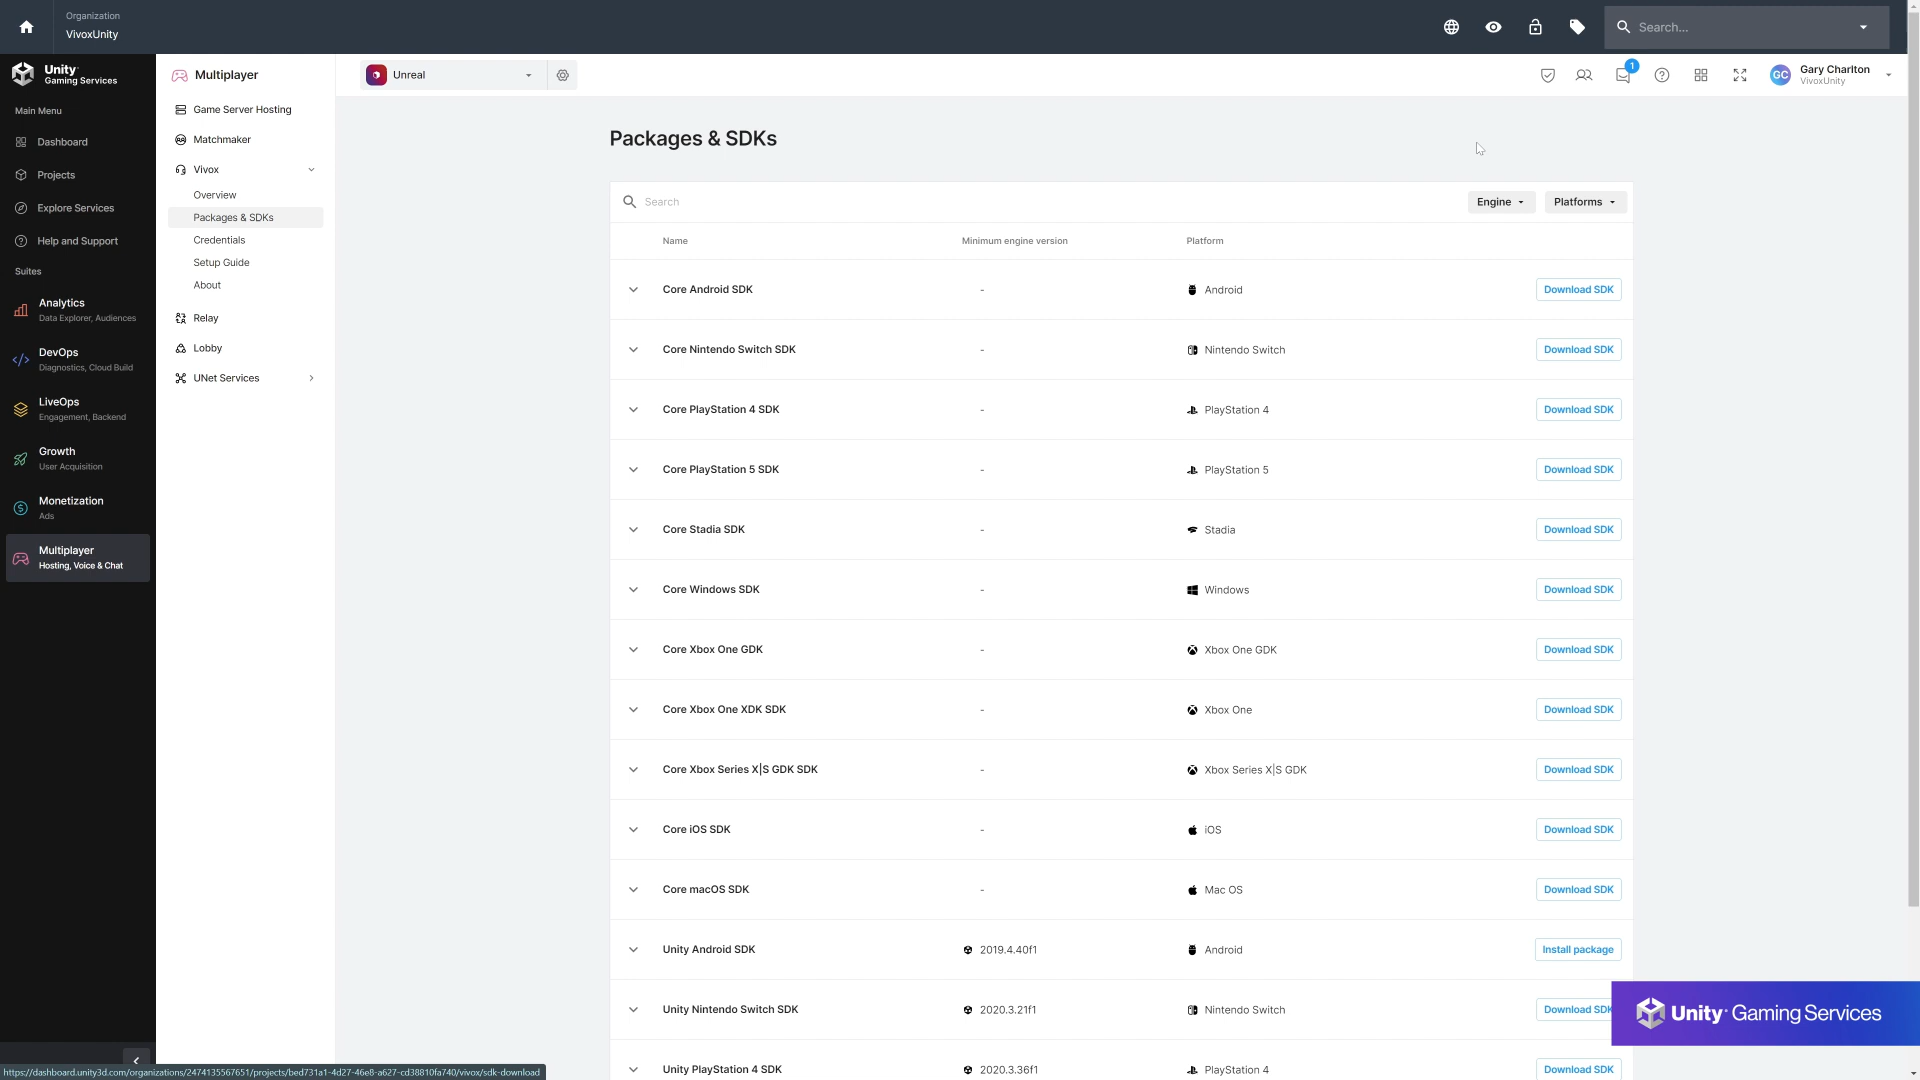 Organization
VivoxUnity
Search...
Unity
Gaming Services
Main Menu
Dashboard
Projects
Explore Services
Help and Support
Suites
Analytics
Data Explorer, Audiences
DevOps
Diagnostics, Cloud Build
LiveOps
Engagement, Backend
Growth
User Acquisition
Monetization
Ads
Multiplayer
Hosting, Voice & Chat
Multiplayer
Game Server Hosting
Matchmaker
Vivox
Overview
Packages & SDKs
Credentials
Setup Guide
About
Relay
Lobby
UNet Services
Unreal
1
GC
Gary Charlton
VivoxUnity
Packages & SDKs
Search
Engine
Platforms
Name Minimum engine version Platform
Core Android SDK - Android Download SDK
Core Nintendo Switch SDK - Nintendo Switch Download SDK
Core PlayStation 4 SDK - PlayStation 4 Download SDK
Core PlayStation 5 SDK - PlayStation 5 Download SDK
Core Stadia SDK - Stadia Download SDK
Core Windows SDK - Windows Download SDK
Core Xbox One GDK - Xbox One GDK Download SDK
Core Xbox One XDK SDK - Xbox One Download SDK
Core Xbox Series X|S GDK SDK - Xbox Series X|S GDK Download SDK
Core iOS SDK - iOS Download SDK
Core macOS SDK - Mac OS Download SDK
Unity Android SDK 2019.4.40f1 Android Install package
Unity Nintendo Switch SDK 2020.3.21f1 Nintendo Switch Download SDK
Unity PlayStation 4 SDK 2020.3.36f1 PlayStation 4 Download SDK
Unity Gaming Services
https://dashboard.unity3d.com/organizations/2474135567651/projects/bed731a1-4d27-46e8-a627-cd38810fa740/vivox/sdk-download